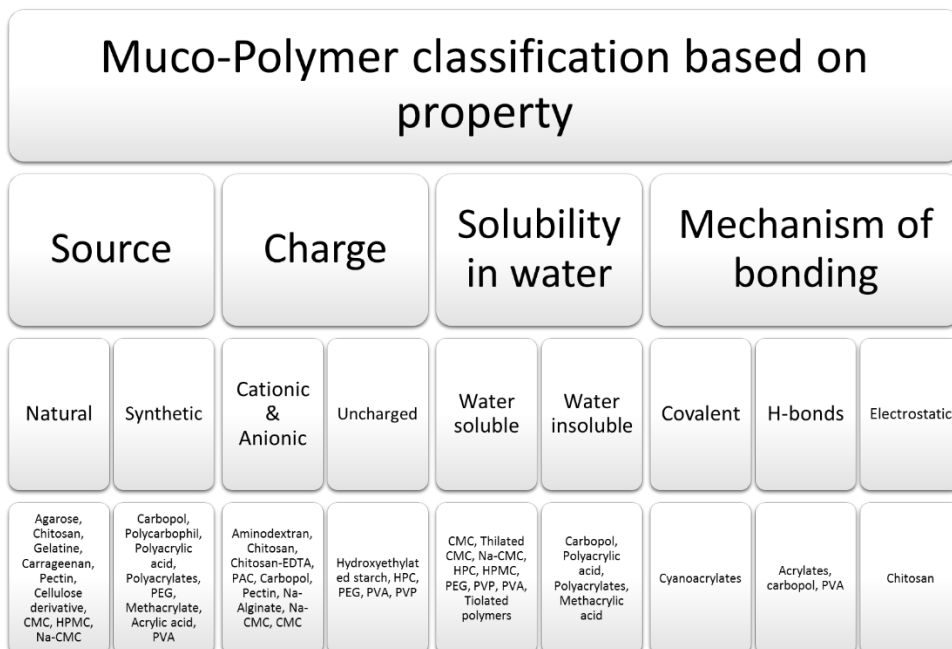 Muco-Polymer classification based on
property
Source
Charge
Solubility
in water
Mechanism of
bonding
Natural
Synthetic
Cationic
&
Anionic
Uncharged
Water
soluble
Water
insoluble
Covalent
H-bonds
Electrostatic
Agarose,
Chitosan,
Gelatine,
Carrageenan,
Pectin,
Cellulose
derivative,
CMC, HPMC,
Na-CMC
Carbopol,
Polycarbophil,
Polyacrylic
acid,
Polyacrylates,
PEG,
Methacrylate,
Acrylic acid,
PVA
Aminodextran,
Chitosan,
Chitosan-EDTA,
PAC, Carbopol,
Pectin, Na-
Alginate, Na-
CMC, CMC
Hydroxyethylat
ed starch, HPC,
PEG, PVA, PVP
CMC, Thilated
CMC, Na-CMC,
HPC, HPMC,
PEG, PVP, PVA,
Tiolated
polymers
Carbopol,
Polyacrylic
acid,
Polyacrylates,
Methacrylic
acid
Cyanoacrylates
Acrylates,
carbopol, PVA
Chitosan